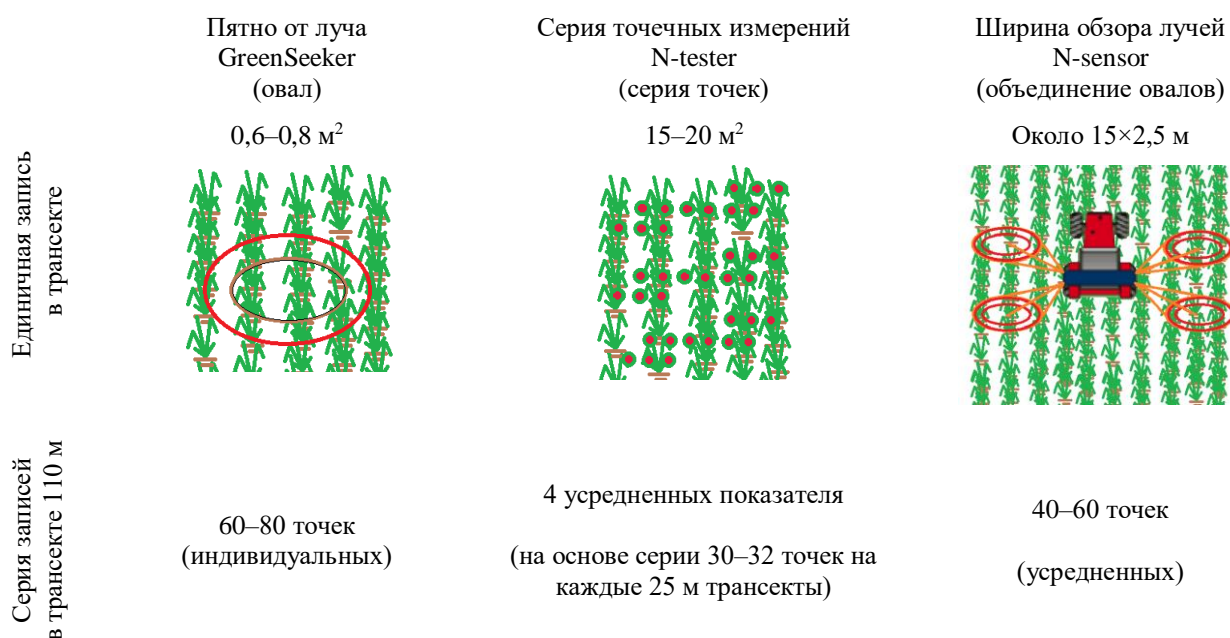 Пятно от луча
GreenSeeker
(овал)
Серия точечных измерений
N-tester
(серия точек)
Ширина обзора лучей
N-sensor
(объединение овалов)
Единичная запись
в трансекте
0,6–0,8 м²
15–20 м²
Около 15×2,5 м
Серия записей
в трансекте 110 м
60–80 точек
(индивидуальных)
4 усредненных показателя
(на основе серии 30–32 точек на
каждые 25 м трансекты)
40–60 точек
(усредненных)